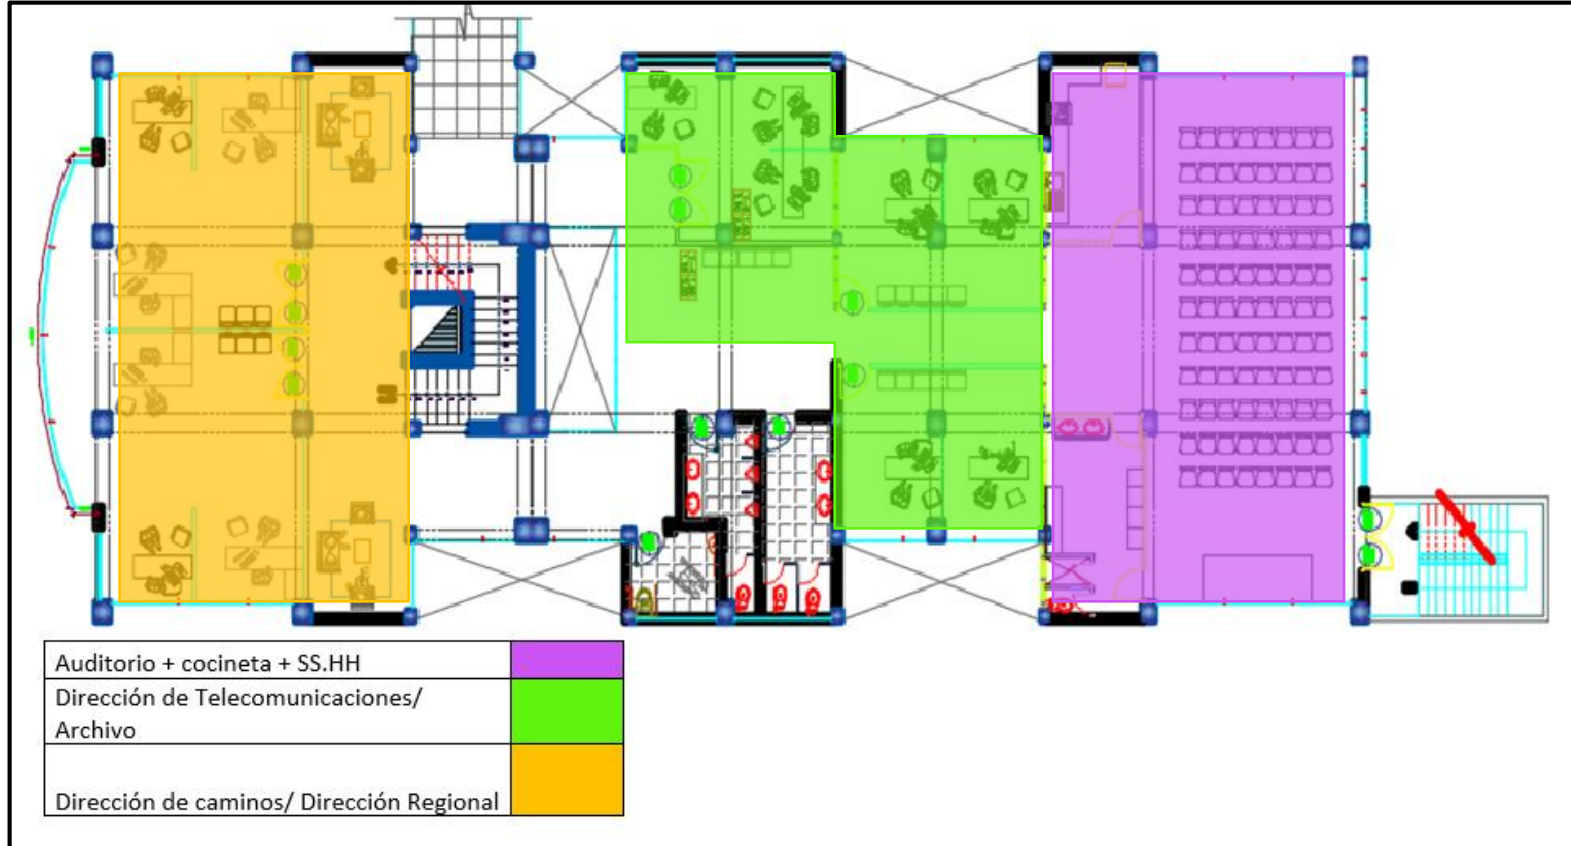 Auditorio + cocineta + SS.HH
Dirección de Telecomunicaciones/
Archivo
Dirección de caminos/ Dirección Regional